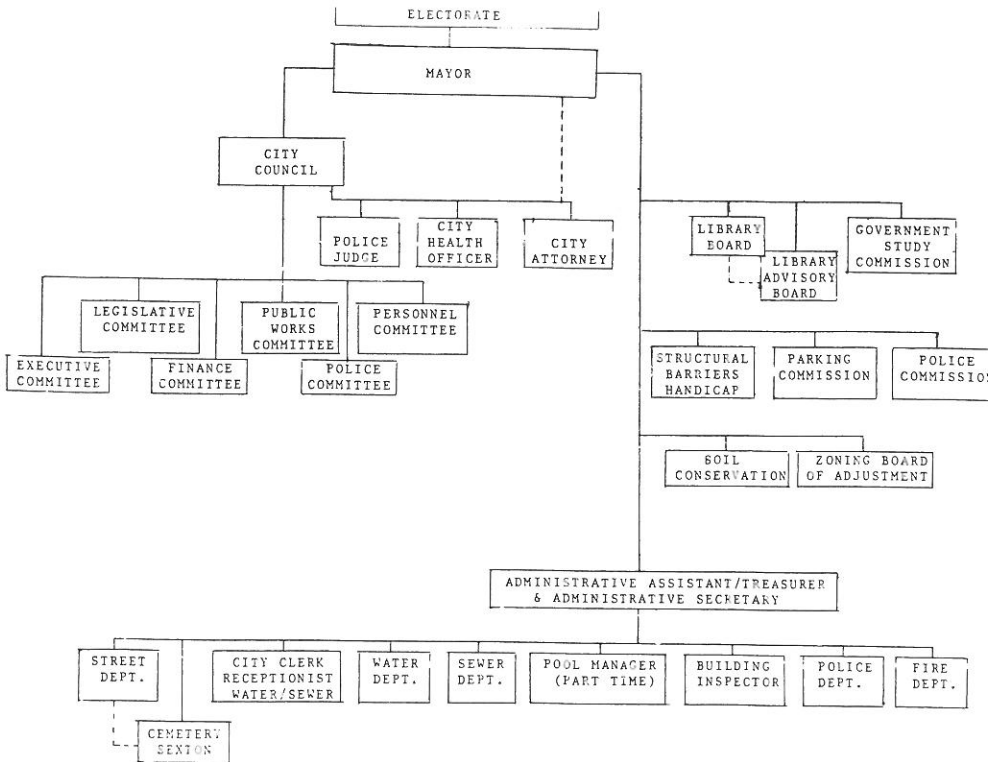 ELECTORATE
MAYOR
CITY
COUNCIL
POLICE
JUDGE
CITY
HEALTH
OFFICER
CITY
ATTORNEY
LIBRARY
BOARD
LIBRARY
ADVISORY
BOARD
GOVERNMENT
STUDY
COMMISSION
LEGISLATIVE
COMMITTEE
PUBLIC
WORKS
COMMITTEE
PERSONNEL
COMMITTEE
EXECUTIVE
COMMITTEE
FINANCE
COMMITTEE
POLICE
COMMITTEE
STRUCTURAL
BARRIERS
HANDICAP
PARKING
COMMISSION
POLICE
COMMISSION
SOIL
CONSERVATION
ZONING BOARD
OF ADJUSTMENT
ADMINISTRATIVE ASSISTANT/TREASURER
& ADMINISTRATIVE SECRETARY
STREET
DEPT.
CITY CLERK
RECEPTIONIST
WATER/SEWER
WATER
DEPT.
SEWER
DEPT.
POOL MANAGER
(PART TIME)
BUILDING
INSPECTOR
POLICE
DEPT.
FIRE
DEPT.
CEMETERY
SEXTON